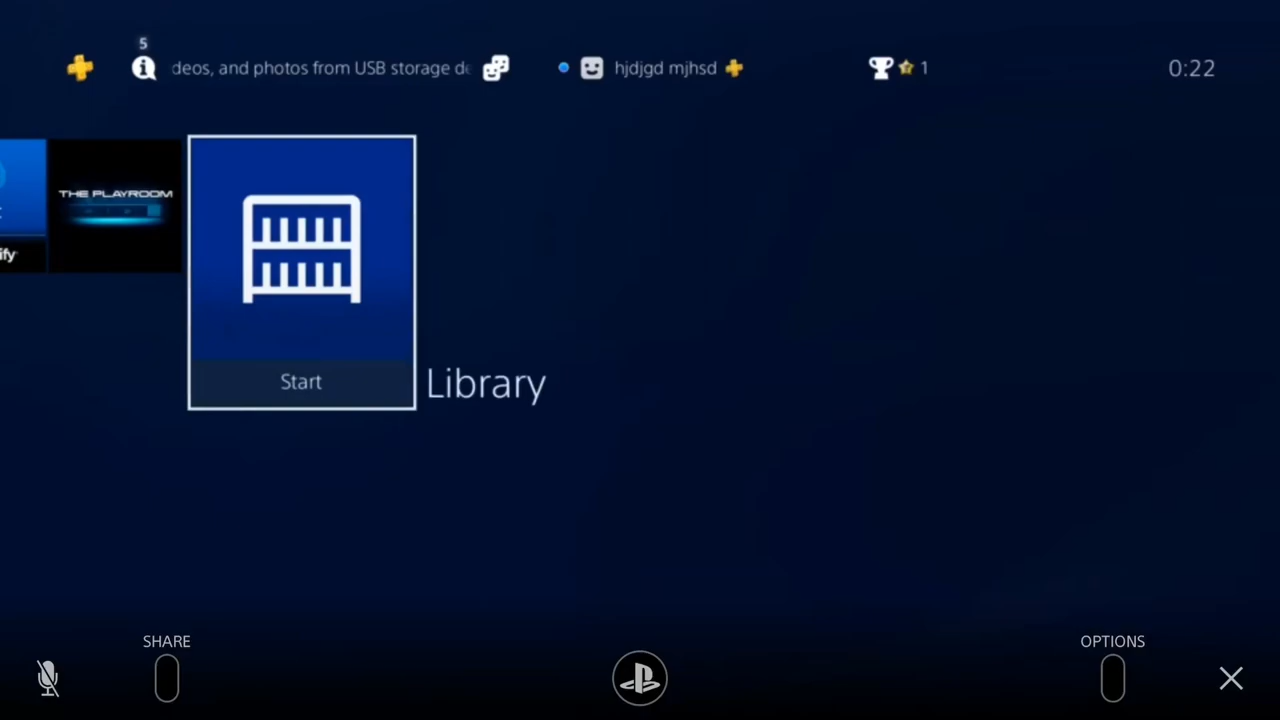 5
deos, and photos from USB storage de
hjdjgd mjhsd
1
0:22
THE PLAYROOM
ify
Start
Library
SHARE
OPTIONS